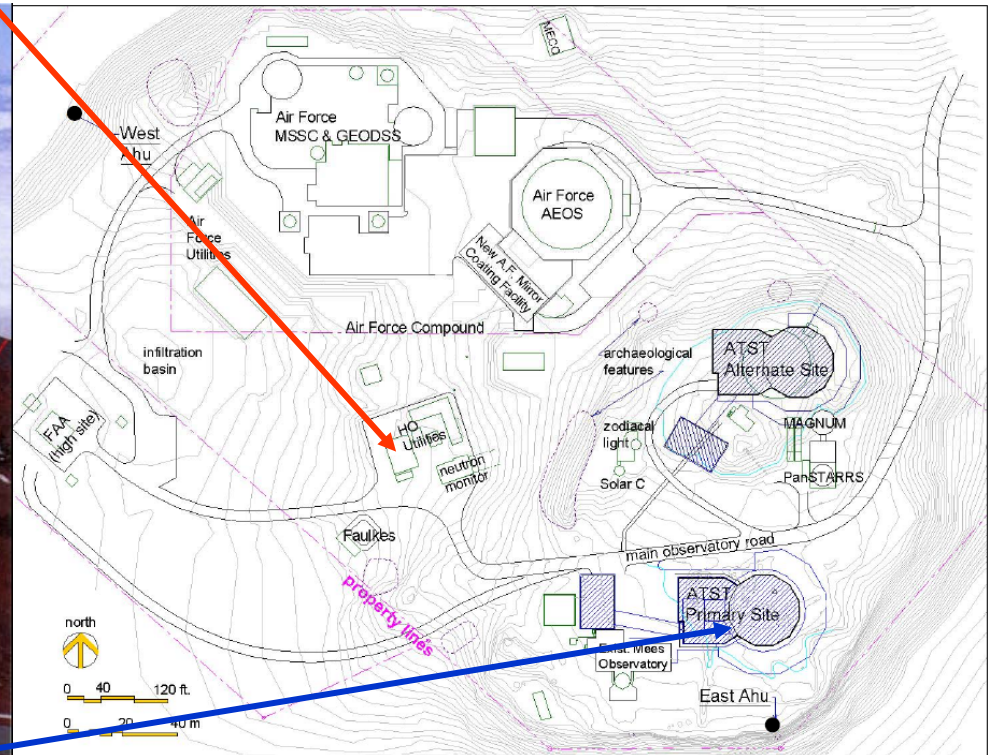 MECO
West
Ahu
Air Force
MSSC & GEODSS
Air Force
AEOS
Air
Force
Utilities
New A.F. Mirror
Coating Facility
Air Force Compound
infiltration
basin
archaeological
features
ATST
Alternate Site
FAA
(high site)
HO
Utilities
zodiacal
light
MAGNUM
neutron
monitor
Solar C
PanSTARRS
Faulkes
main observatory road
property lines
ATST
Primary Site
north
Exist. Mees
Observatory
East Ahu
0 40 120 ft.
0 20 40 m